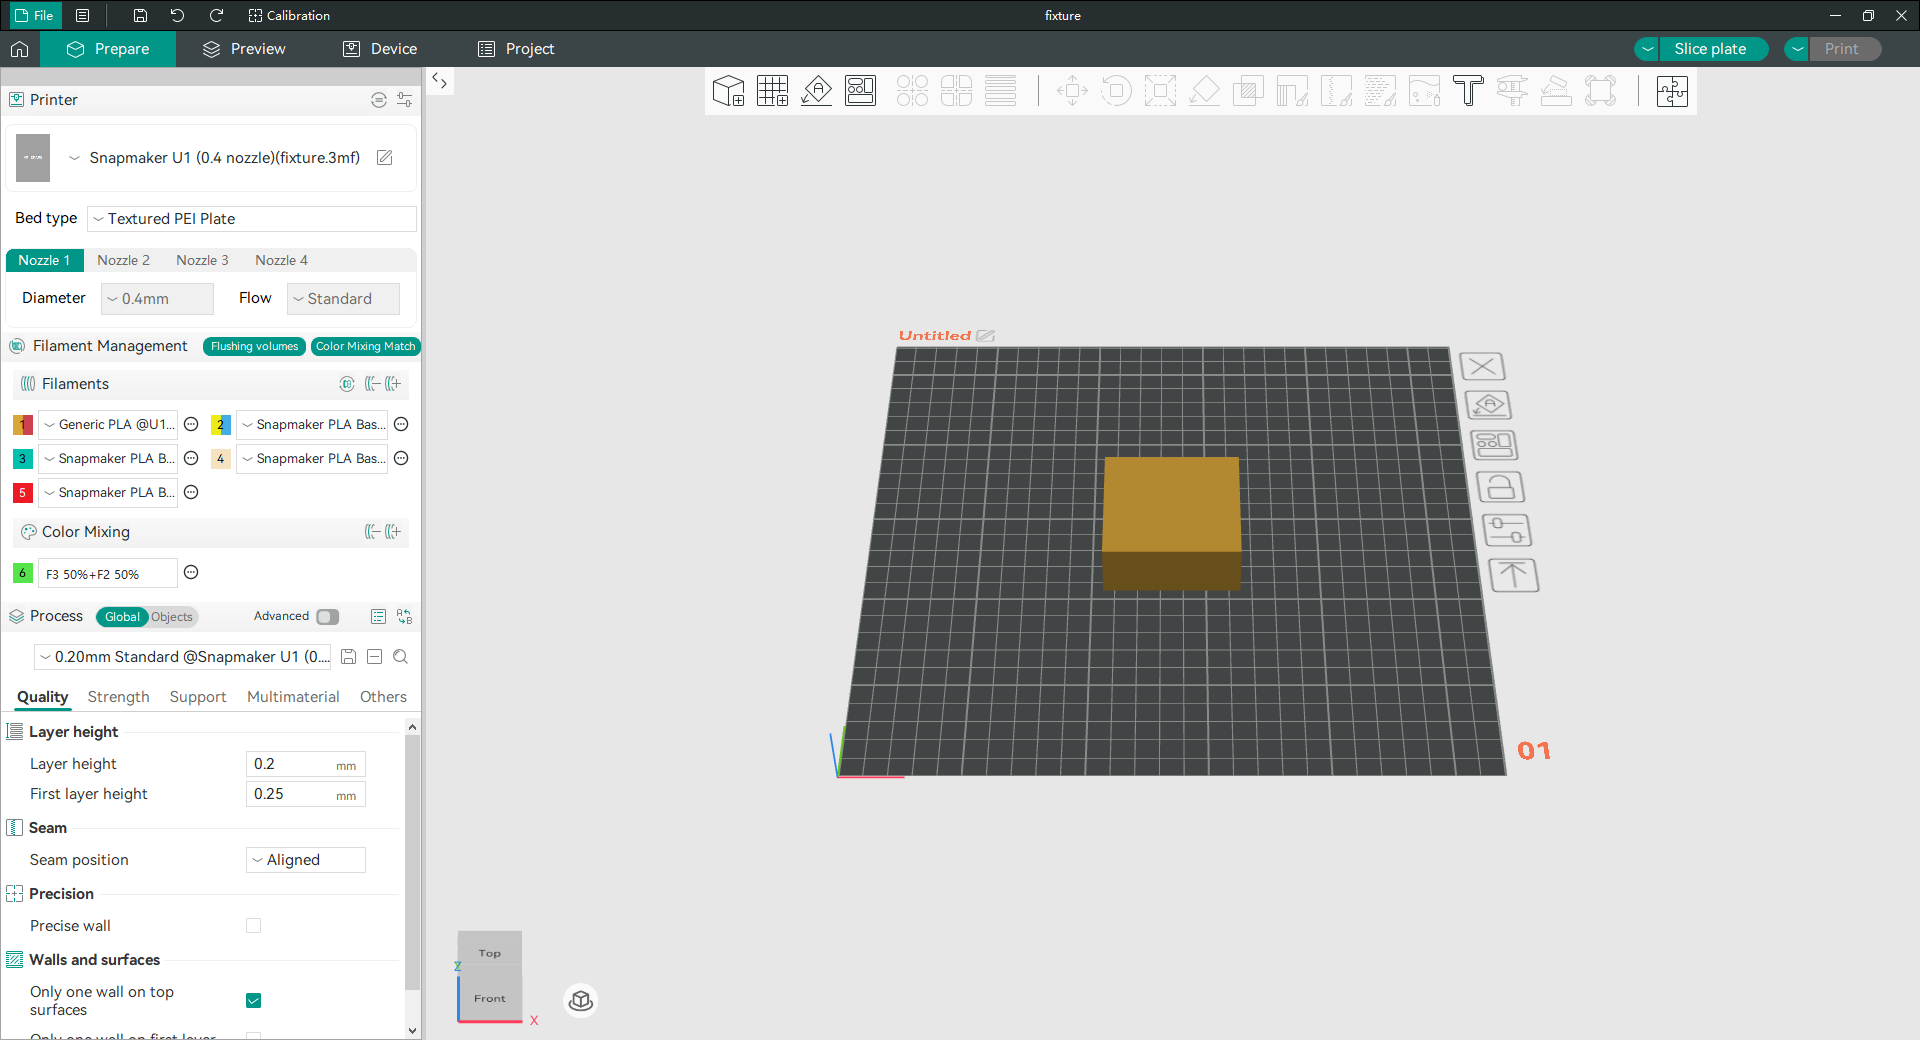 File
Calibration
fixture
Prepare
Preview
Device
Project
Slice plate
Print
Printer
Snapmaker U1 (0.4 nozzle)(fixture.3mf)
Bed type
Textured PEI Plate
Nozzle 1
Nozzle 2
Nozzle 3
Nozzle 4
Diameter
0.4mm
Flow
Standard
Filament Management
Flushing volumes
Color Mixing Match
Filaments
1
Generic PLA @U1...
2
Snapmaker PLA Bas...
3
Snapmaker PLA B...
4
Snapmaker PLA Bas...
5
Snapmaker PLA B...
Color Mixing
6
F3 50%+F2 50%
Process
Global
Objects
Advanced
0.20mm Standard @Snapmaker U1 (0....
Quality
Strength
Support
Multimaterial
Others
Layer height
Layer height
0.2
mm
First layer height
0.25
mm
Seam
Seam position
Aligned
Precision
Precise wall
Walls and surfaces
Only one wall on top
surfaces
Only one wall on first layer
Untitled
01
Top
Front
Z
X